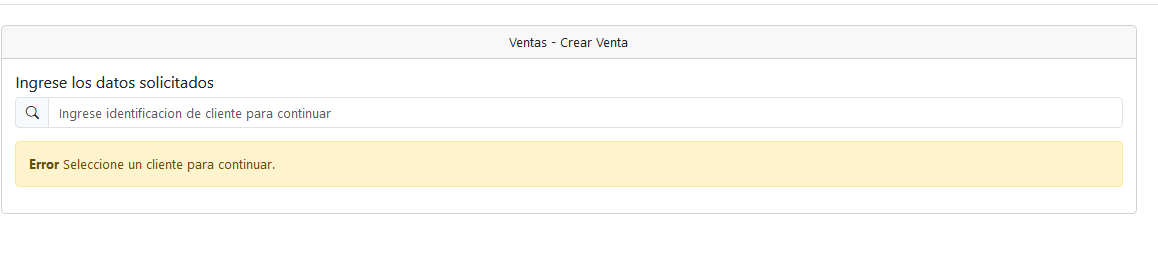 Ventas - Crear Venta
Ingrese los datos solicitados
Ingrese identificacion de cliente para continuar
Error Seleccione un cliente para continuar.